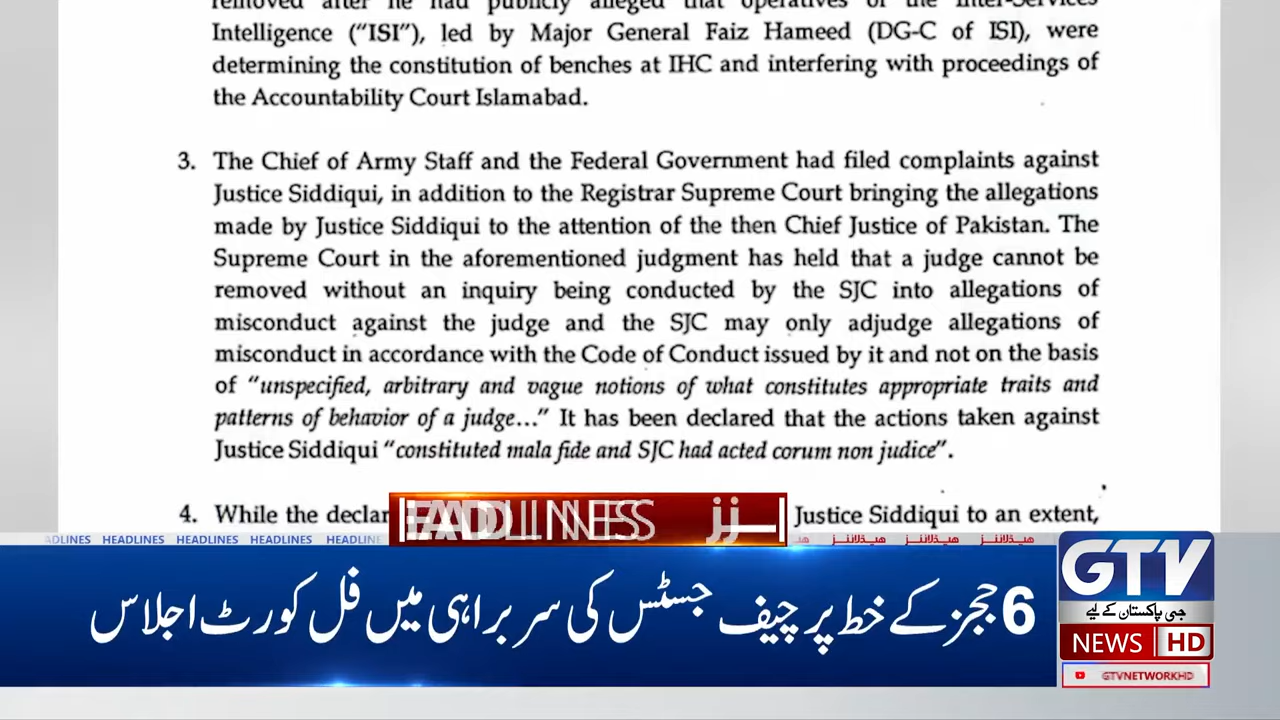 removed after he had publicly alleged that operatives of the Inter-Services
Intelligence ("ISI"), led by Major General Faiz Hameed (DG-C of ISI), were
determining the constitution of benches at IHC and interfering with proceedings of
the Accountability Court Islamabad.
3. The Chief of Army Staff and the Federal Government had filed complaints against
Justice Siddiqui, in addition to the Registrar Supreme Court bringing the allegations
made by Justice Siddiqui to the attention of the then Chief Justice of Pakistan. The
Supreme Court in the aforementioned judgment has held that a judge cannot be
removed without an inquiry being conducted by the SJC into allegations of
misconduct against the judge and the SJC may only adjudge allegations of
misconduct in accordance with the Code of Conduct issued by it and not on the basis
of "unspecified, arbitrary and vague notions of what constitutes appropriate traits and
patterns of behavior of a judge..." It has been declared that the actions taken against
Justice Siddiqui "constituted mala fide and SJC had acted corum non judice".
4. While the declar Justice Siddiqui to an extent,
ADLINES HEADLINES HEADLINES HEADLINES HEADLINE ہیڈلائنز ہیڈلائنز ہیڈلائنز
6 ججز کے خط پر چیف جسٹس کی سربراہی میں فل کورٹ اجلاس
GTV
جی پاکستان کے لیے
NEWS HD
GTVNETWORKHD